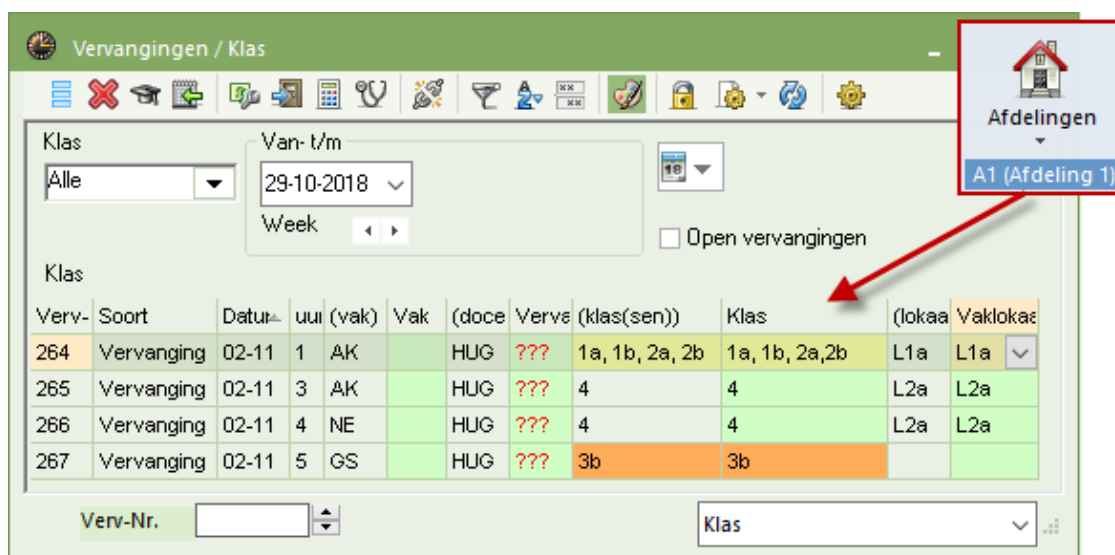 Vervangingen / Klas
Afdelingen
A1 (Afdeling 1)
Klas
Van- t/m
Alle
29-10-2018
18
Week
Open vervangingen
Klas
Verv- Soort Datu uui (vak) Vak (doce Verva (klas(sen)) Klas (lokaa Vaklokaa
264 Vervanging 02-11 1 AK HUG ??? 1a, 1b, 2a, 2b 1a, 1b, 2a,2b L1a L1a
265 Vervanging 02-11 3 AK HUG ??? 4 4 L2a L2a
266 Vervanging 02-11 4 NE HUG ??? 4 4 L2a L2a
267 Vervanging 02-11 5 GS HUG ??? 3b 3b
Verv-Nr.
Klas